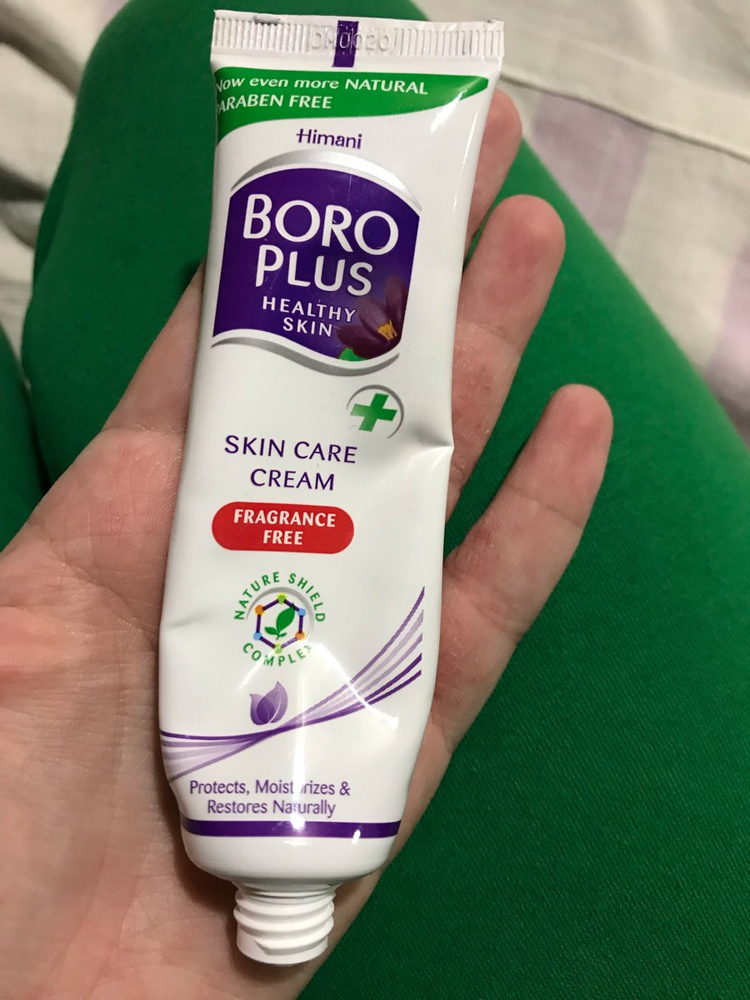 Now even more NATURAL
PARABEN FREE
Himani
BORO
PLUS
HEALTHY
SKIN
SKIN CARE
CREAM
FRAGRANCE
FREE
NATURE SHIELD
COMPLEX
Protects, Moisturizes &
Restores Naturally